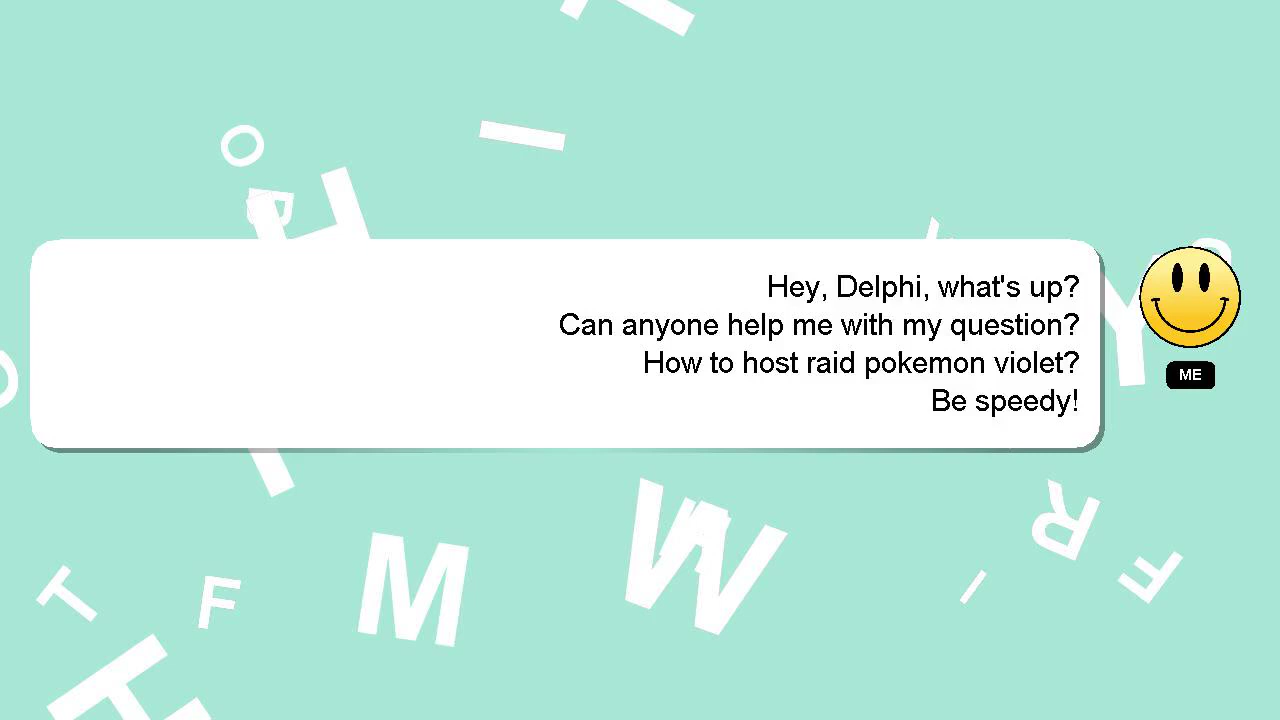 Hey, Delphi, what's up?
Can anyone help me with my question?
How to host raid pokemon violet?
Be speedy!
ME